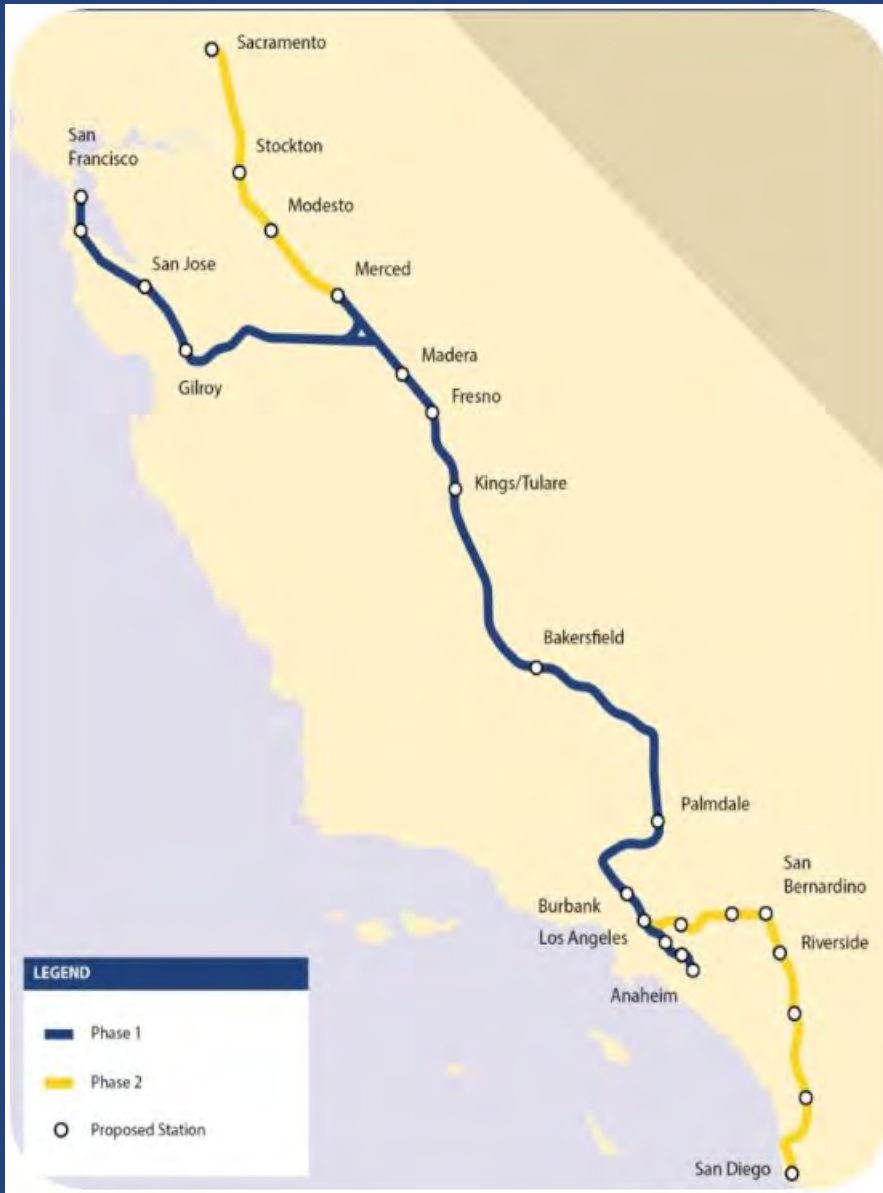 Sacramento
San
Francisco
Stockton
Modesto
San Jose
Merced
Madera
Gilroy
Fresno
Kings/Tulare
Bakersfield
Palmdale
San
Bernardino
Burbank
Los Angeles
Riverside
Anaheim
San Diego
LEGEND
Phase 1
Phase 2
Proposed Station